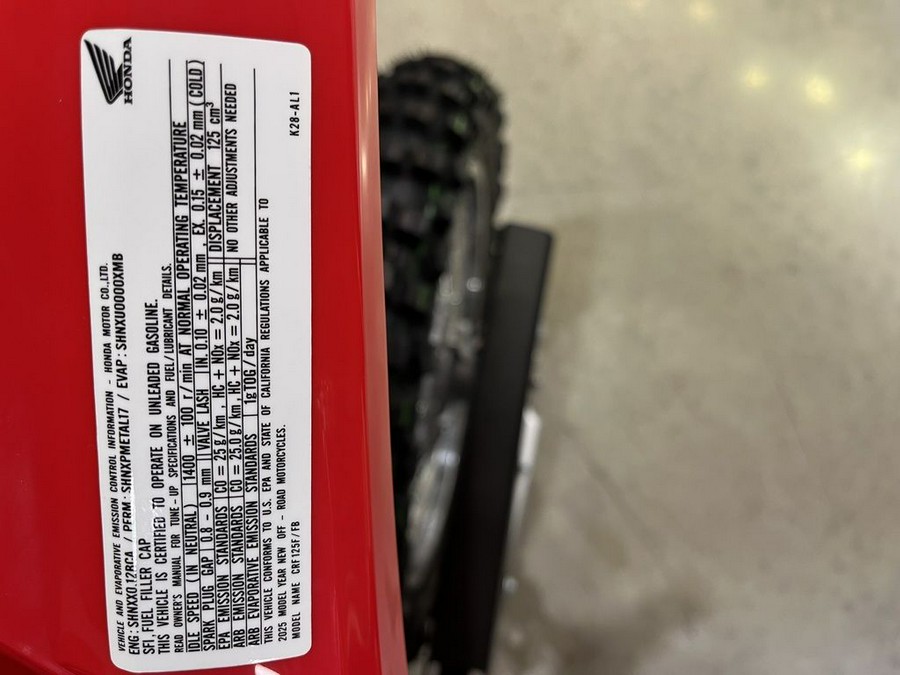 HONDA
VEHICLE AND EVAPORATIVE EMISSION CONTROL INFORMATION - HONDA MOTOR CO.,LTD.
ENG: SHNXX0.12BCA / PERM: SHNXPMETAL17 / EVAP: SHNXU0000XMB
SFI, FUEL FILLER CAP
THIS VEHICLE IS CERTIFIED TO OPERATE ON UNLEADED GASOLINE.
READ OWNER'S MANUAL FOR TUNE-UP SPECIFICATIONS AND FUEL/LUBRICANT DETAILS.
IDLE SPEED (IN NEUTRAL) 1400 ± 100 r/min AT NORMAL OPERATING TEMPERATURE
SPARK PLUG GAP 0.8 - 0.9 mm VALVE LASH IN. 0.10 ± 0.02 mm , EX. 0.15 ± 0.02 mm (COLD)
EPA EMISSION STANDARDS CO = 25 g/km , HC + NOx = 2.0 g/km DISPLACEMENT 125 cm³
ARB EMISSION STANDARDS CO = 25.0 g/km , HC + NOx = 2.0 g/km NO OTHER ADJUSTMENTS NEEDED
ARB EVAPORATIVE EMISSION STANDARDS 1g TOG / day
THIS VEHICLE CONFORMS TO U.S. EPA AND STATE OF CALIFORNIA REGULATIONS APPLICABLE TO
2025 MODEL YEAR NEW OFF - ROAD MOTORCYCLES.
MODEL NAME CRF125F/FB K28-AL1